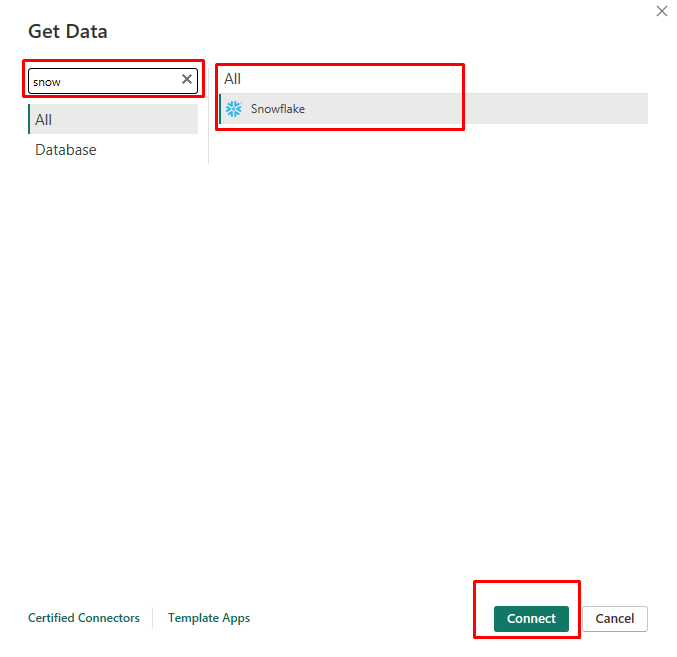 Get Data
snow
All
Database
All
Snowflake
Certified Connectors
Template Apps
Connect
Cancel